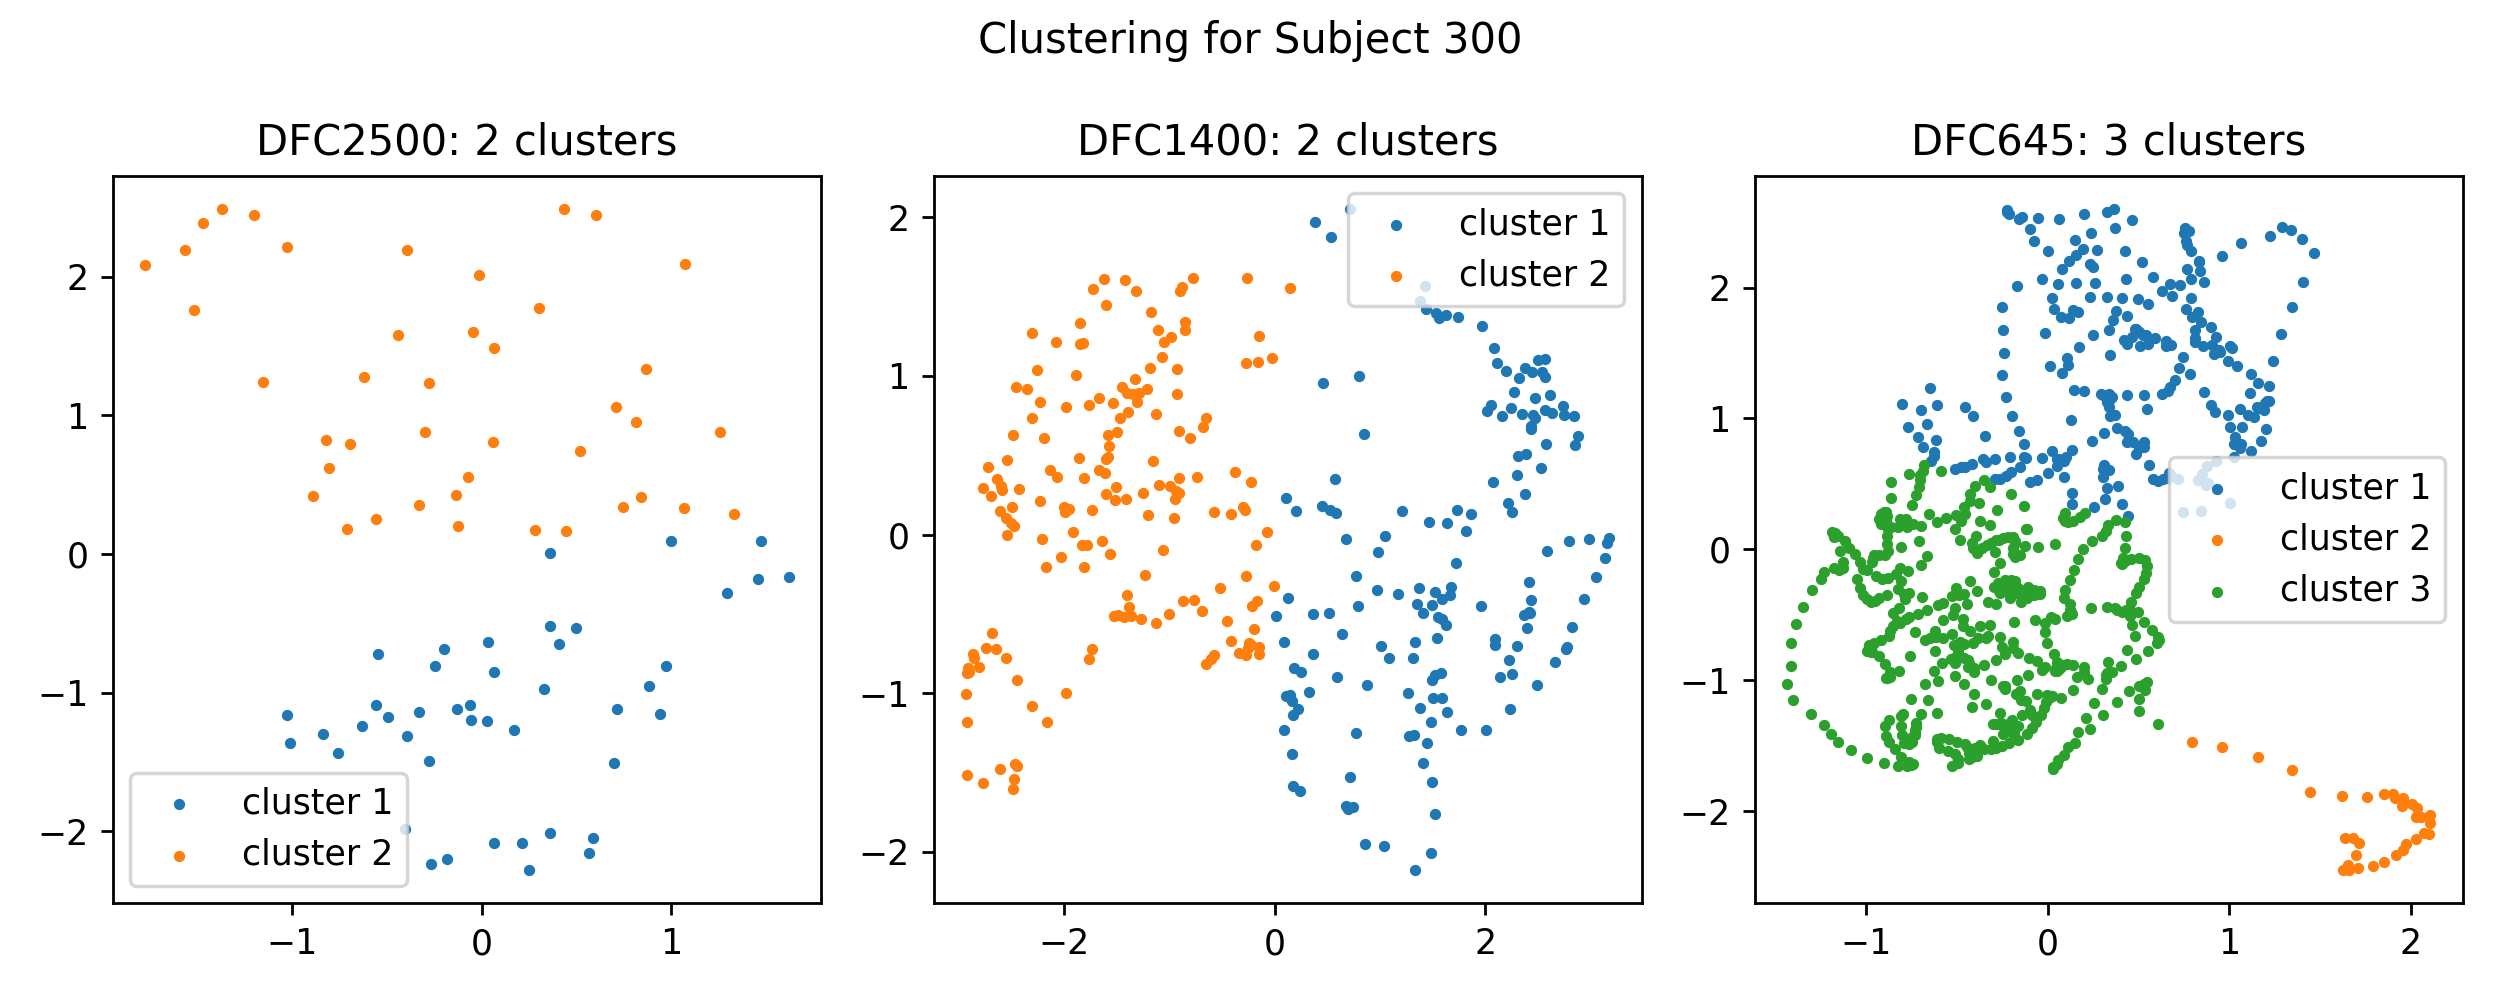 Clustering for Subject 300
DFC2500: 2 clusters
2
1
0
−1
−2
−1
0
1
cluster 1
cluster 2
DFC1400: 2 clusters
2
1
0
−1
−2
−2
0
2
cluster 1
cluster 2
DFC645: 3 clusters
2
1
0
−1
−2
−1
0
1
2
cluster 1
cluster 2
cluster 3